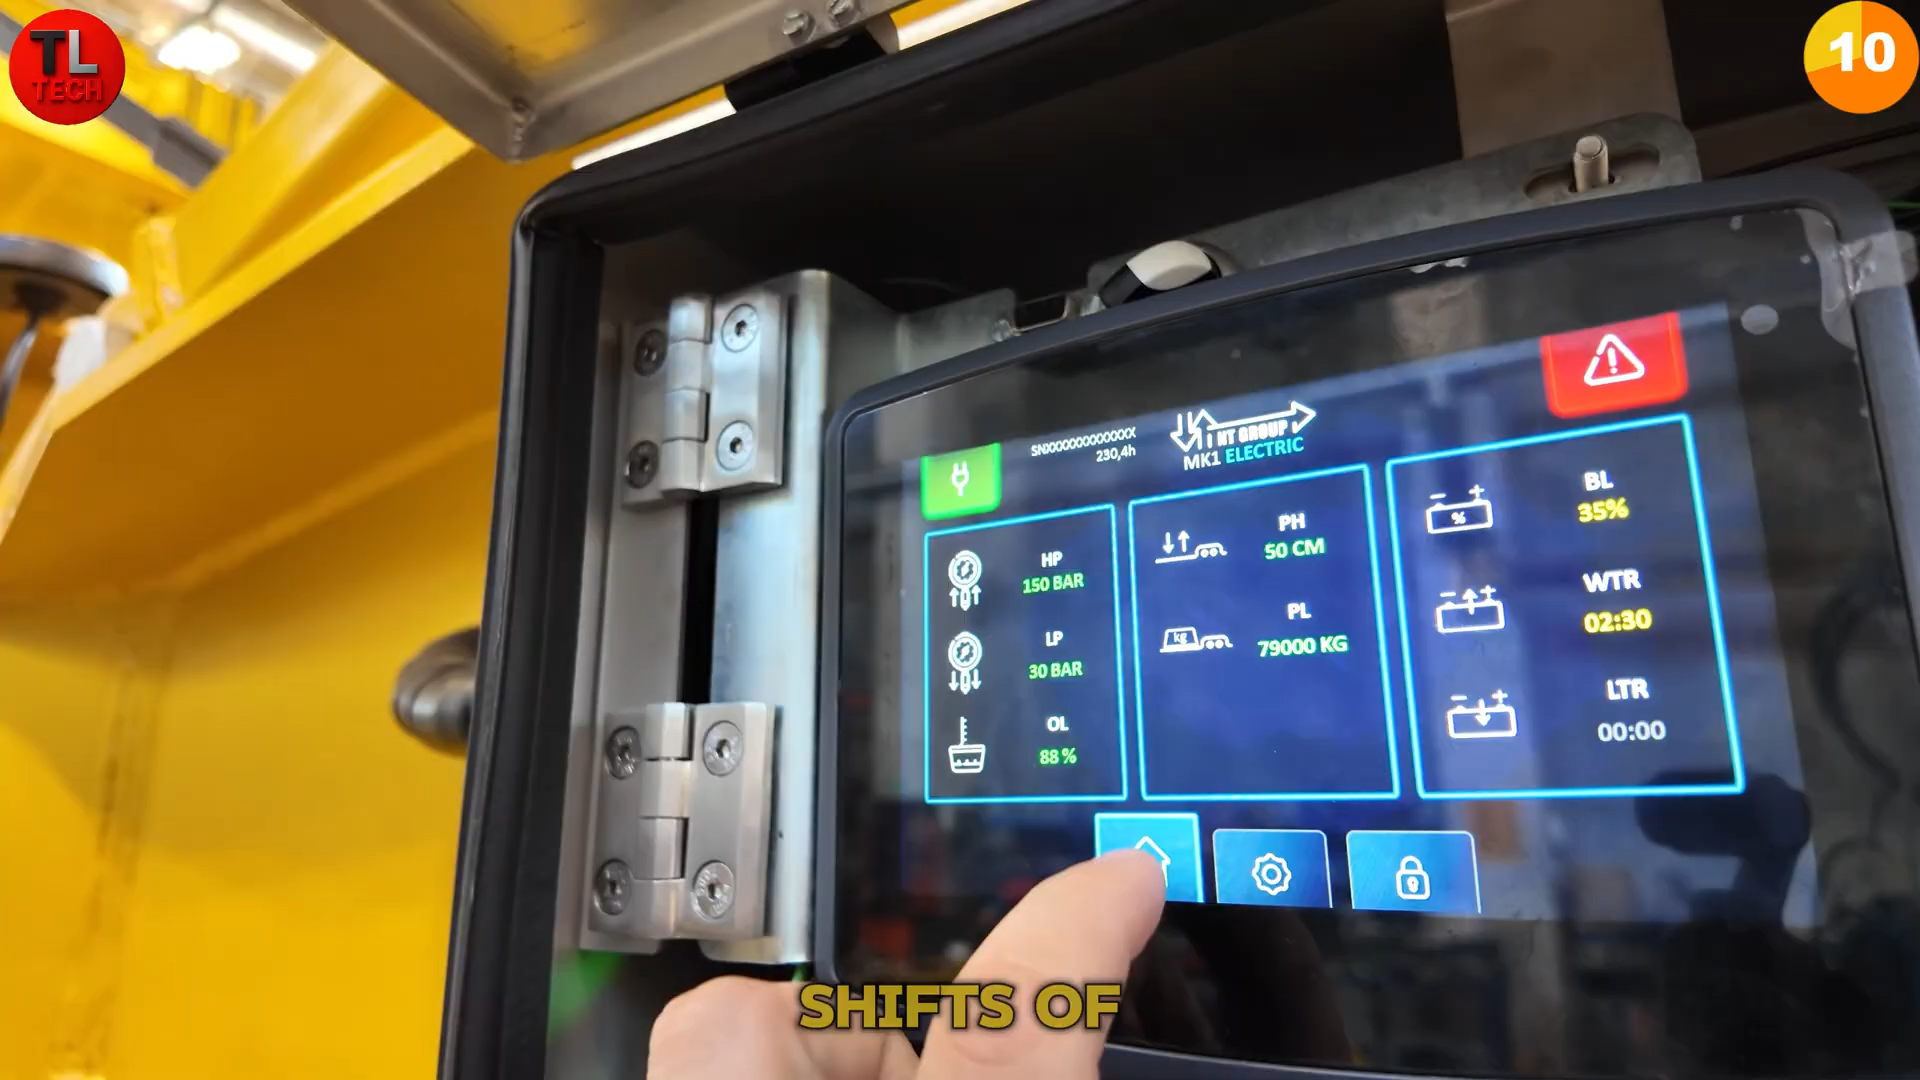 TL
TECH
10
SNXXXXXXXXXXXXX
230,4h
NT GROUP
MK1 ELECTRIC
HP
150 BAR
LP
30 BAR
OL
88 %
PH
50 CM
kg
PL
79000 KG
%
BL
35%
WTR
02:30
LTR
00:00
SHIFTS OF